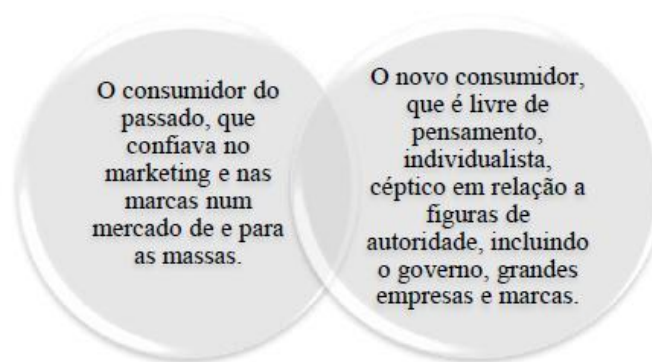 O consumidor do
passado, que
confiava no
marketing e nas
marcas num
mercado de e para
as massas.
O novo consumidor,
que é livre de
pensamento,
individualista,
céptico em relação a
figuras de
autoridade, incluindo
o governo, grandes
empresas e marcas.